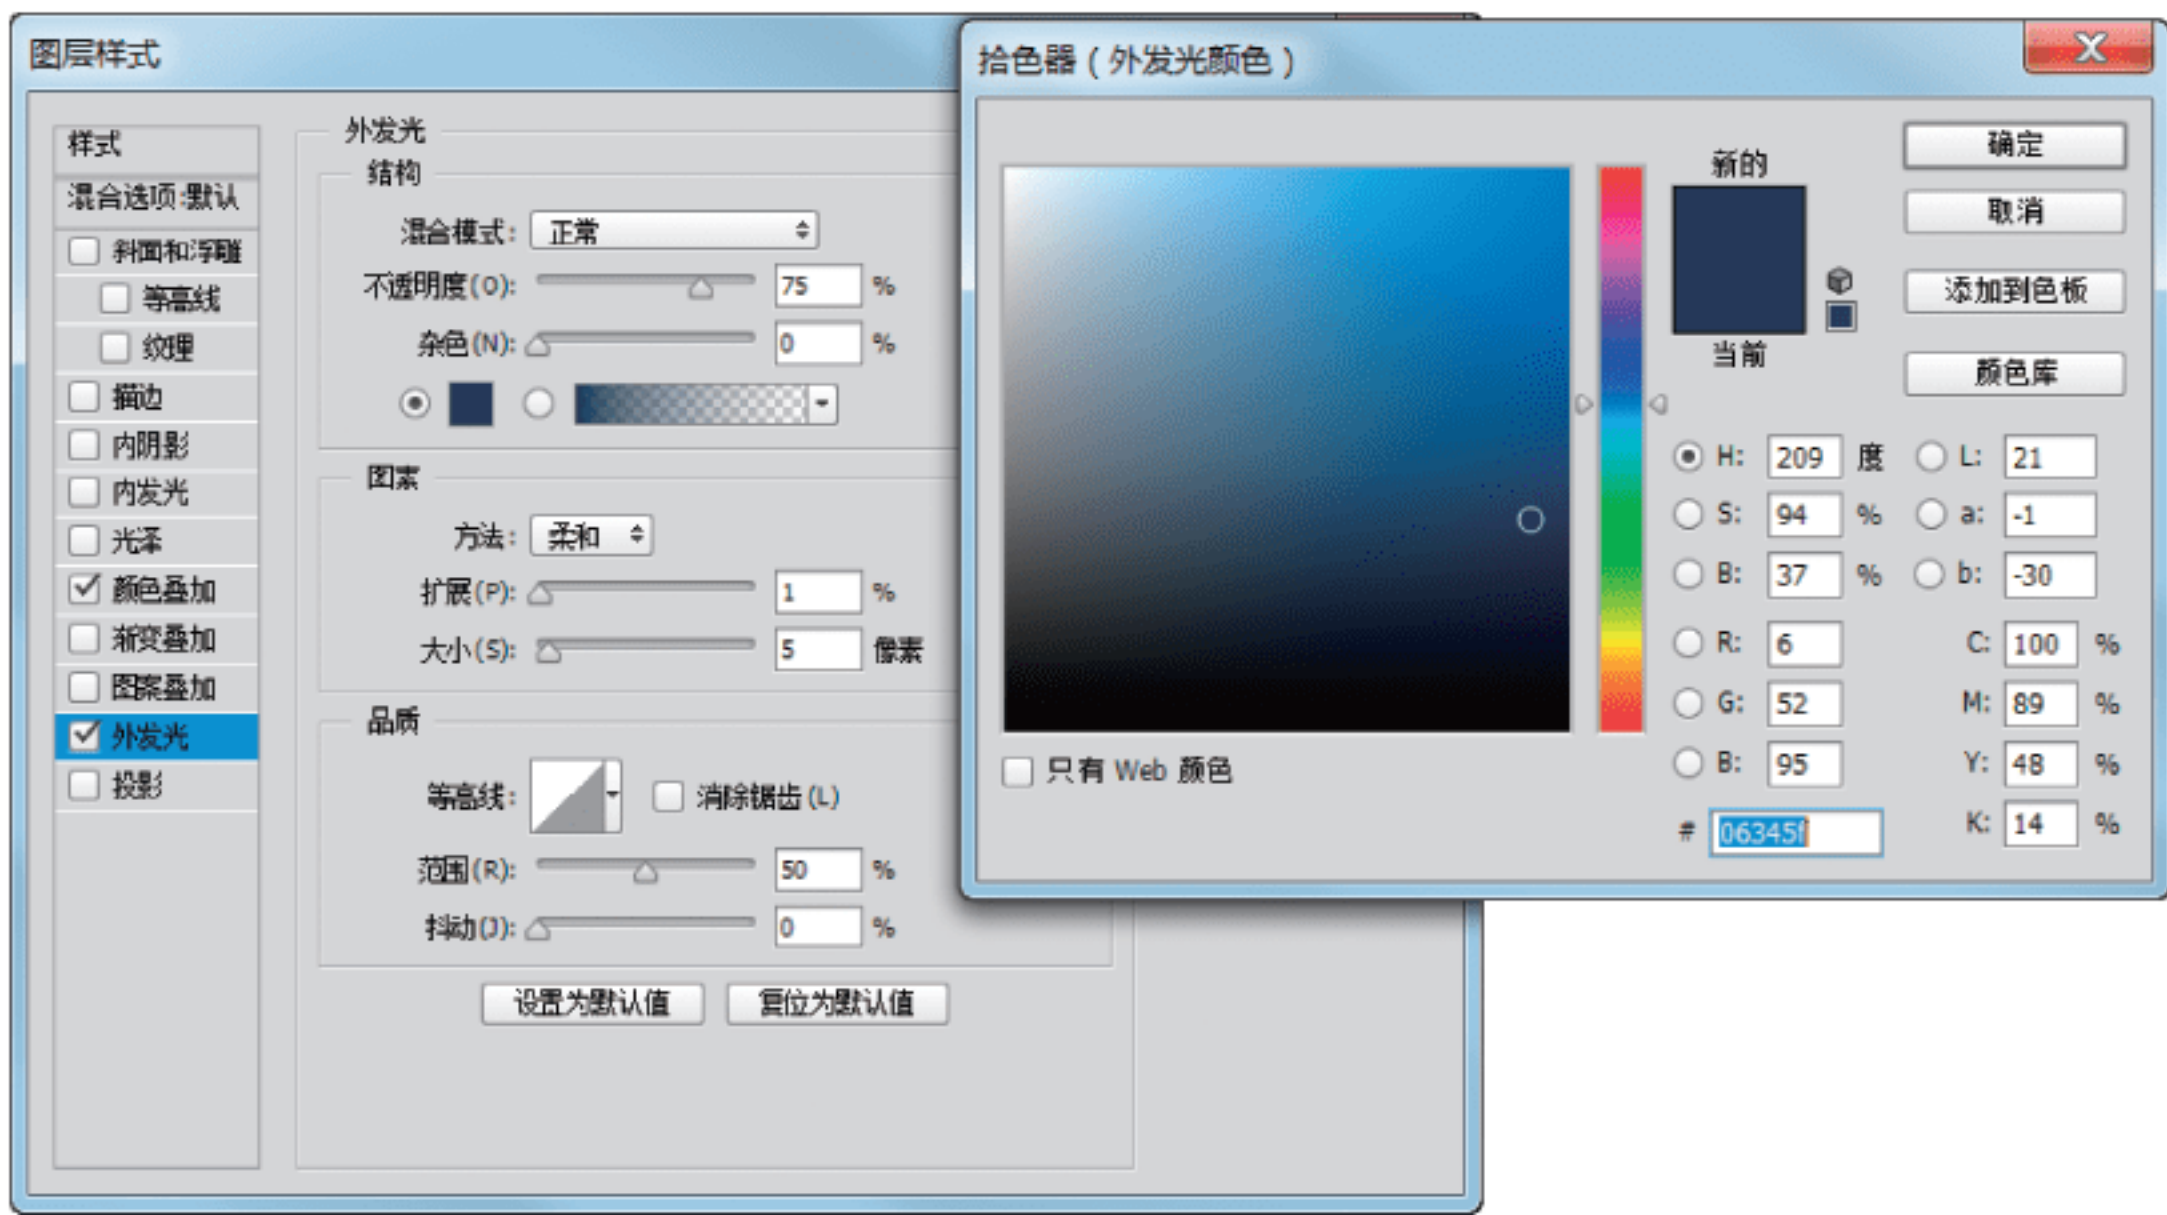 图层样式
样式
混合选项:默认
斜面和浮雕
等高线
纹理
描边
内阴影
内发光
光泽
颜色叠加
渐变叠加
图案叠加
外发光
投影
外发光
结构
混合模式: 正常
不透明度(O): 75 %
杂色(N): 0 %
图素
方法: 柔和
扩展(P): 1 %
大小(S): 5 像素
品质
等高线: 消除锯齿(L)
范围(R): 50 %
抖动(J): 0 %
设置为默认值 复位为默认值
拾色器(外发光颜色)
X
新的
当前
确定
取消
添加到色板
颜色库
H: 209 度 L: 21
S: 94 % a: -1
B: 37 % b: -30
R: 6 C: 100 %
G: 52 M: 89 %
B: 95 Y: 48 %
# 06345f K: 14 %
只有 Web 颜色